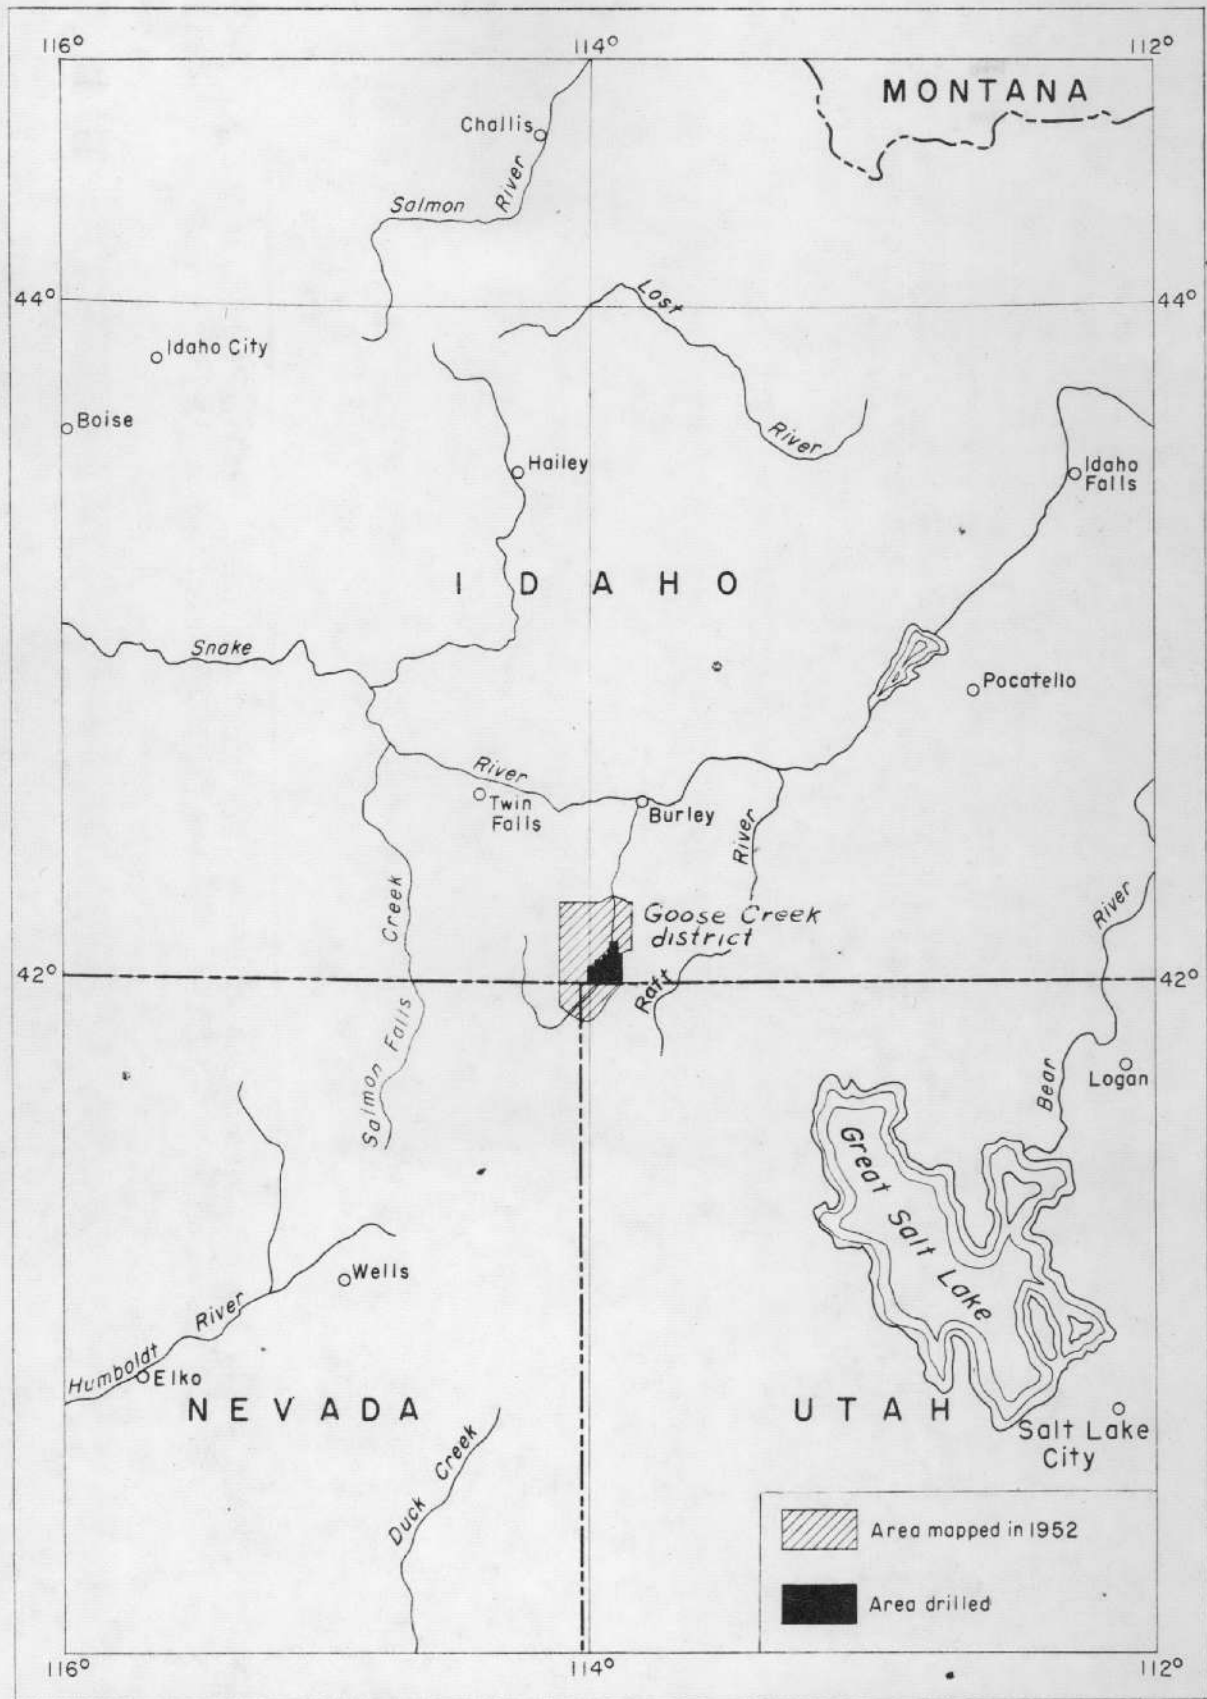 116°
114°
112°
MONTANA
Challis
Salmon River
44°
44°
Lost River
Idaho City
Boise
Hailey
Idaho
Falls
IDAHO
Snake River
Pocatello
Twin
Falls
Burley
Goose Creek
district
Raft River
Salmon Falls Creek
42°
42°
Bear River
Logan
Great Salt Lake
Wells
Humboldt River
Elko
NEVADA
UTAH
Salt Lake
City
Duck Creek
Area mapped in 1952
Area drilled
116°
114°
112°